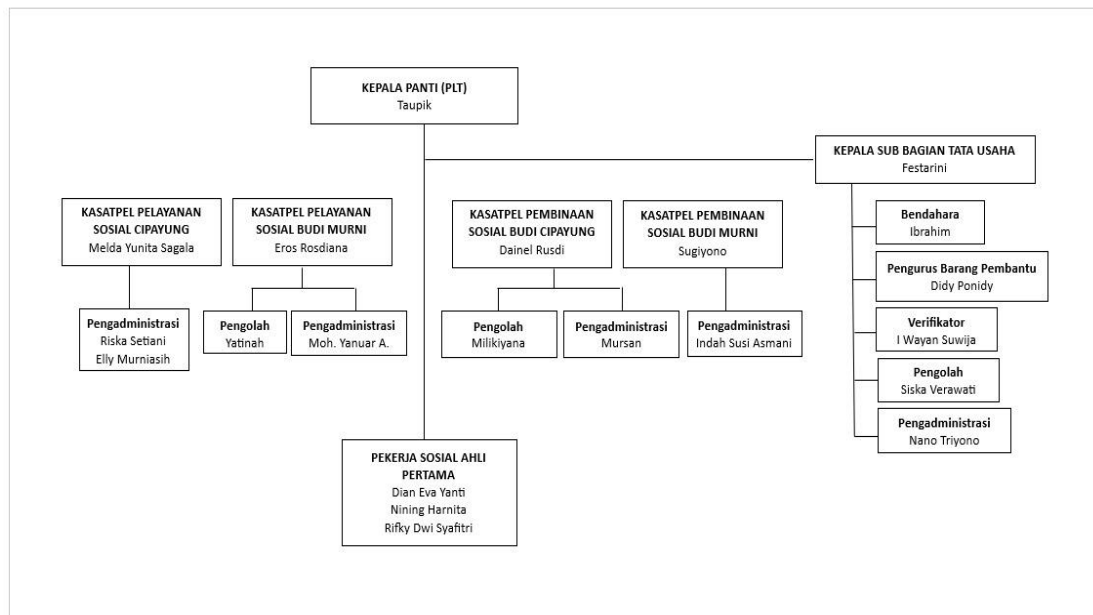 KEPALA PANTI (PLT)
Taupik
KEPALA SUB BAGIAN TATA USAHA
Festarini
KASATPEL PELAYANAN
SOSIAL CIPAYUNG
Melda Yunita Sagala
KASATPEL PELAYANAN
SOSIAL BUDI MURNI
Eros Rosdiana
KASATPEL PEMBINAAN
SOSIAL BUDI CIPAYUNG
Dainel Rusdi
KASATPEL PEMBINAAN
SOSIAL BUDI MURNI
Sugiyono
Bendahara
Ibrahim
Pengurus Barang Pembantu
Didy Ponidy
Verifikator
I Wayan Suwija
Pengolah
Siska Verawati
Pengadministrasi
Nano Triyono
Pengadministrasi
Riska Setiani
Elly Murniasih
Pengolah
Yatinah
Pengadministrasi
Moh. Yanuar A.
Pengolah
Milikiyana
Pengadministrasi
Mursan
Pengadministrasi
Indah Susi Asmani
PEKERJA SOSIAL AHLI
PERTAMA
Dian Eva Yanti
Nining Harnita
Rifky Dwi Syafitri